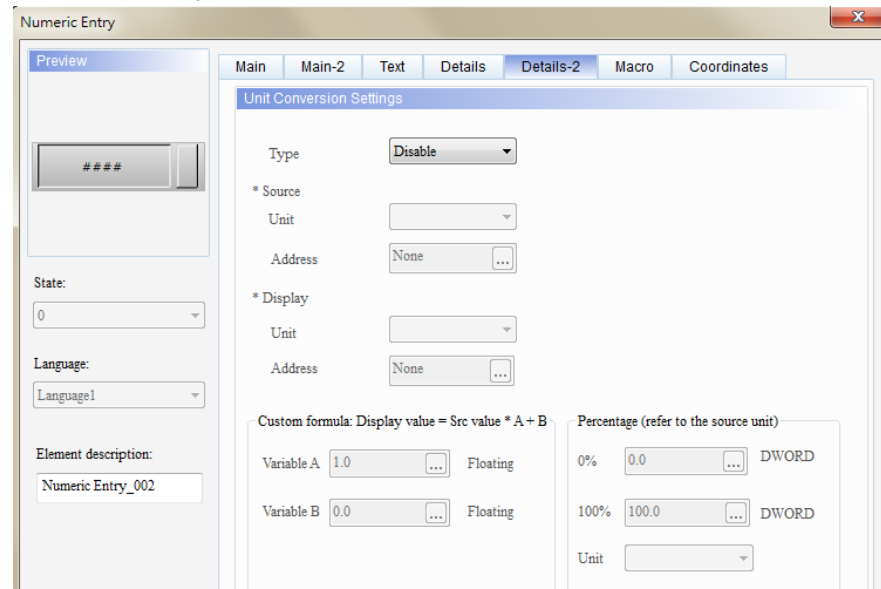 Numeric Entry
x
Preview
####
State:
0
Language:
Language1
Element description:
Numeric Entry_002
Main Main-2 Text Details Details-2 Macro Coordinates
Unit Conversion Settings
Type Disable
* Source
Unit
Address None ...
* Display
Unit
Address None ...
Custom formula: Display value = Src value * A + B
Variable A 1.0 ... Floating
Variable B 0.0 ... Floating
Percentage (refer to the source unit)
0% 0.0 ... DWORD
100% 100.0 ... DWORD
Unit